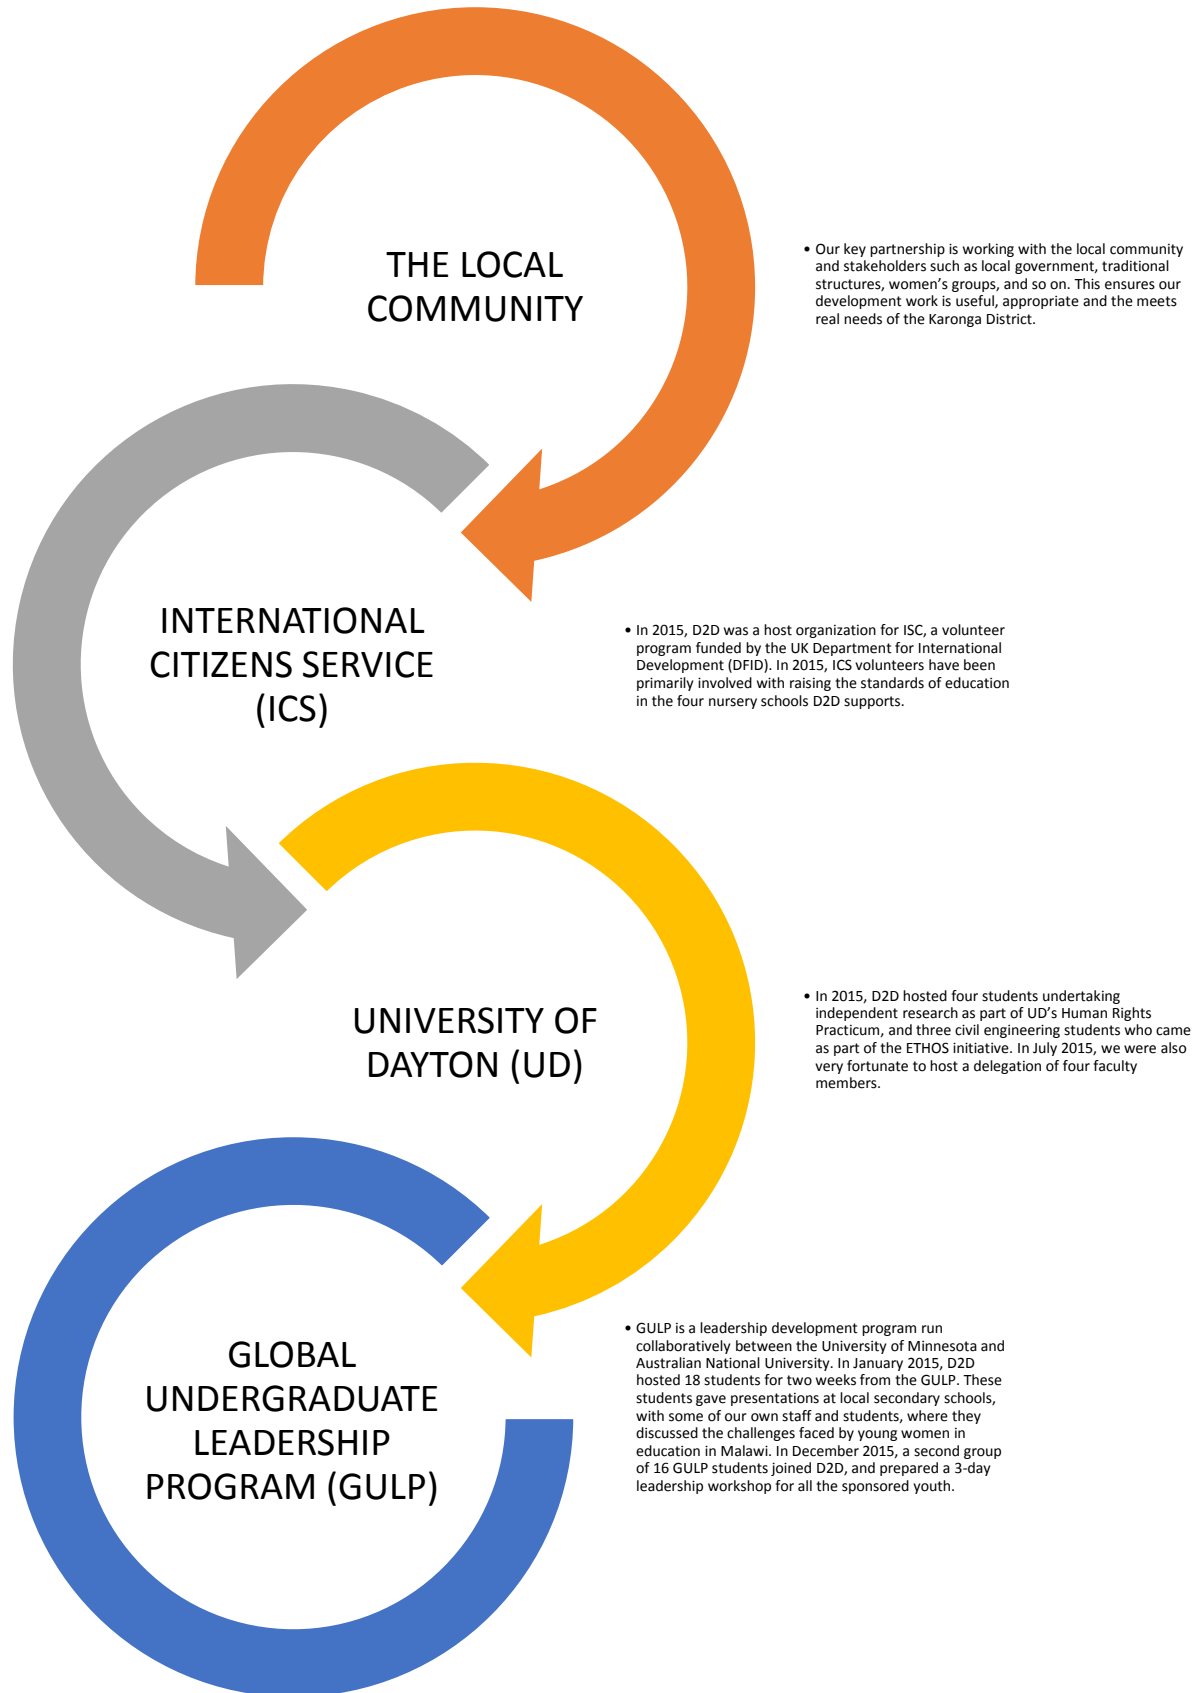 THE LOCAL
COMMUNITY
• Our key partnership is working with the local community
and stakeholders such as local government, traditional
structures, women’s groups, and so on. This ensures our
development work is useful, appropriate and the meets
real needs of the Karonga District.
INTERNATIONAL
CITIZENS SERVICE
(ICS)
• In 2015, D2D was a host organization for ISC, a volunteer
program funded by the UK Department for International
Development (DFID). In 2015, ICS volunteers have been
primarily involved with raising the standards of education
in the four nursery schools D2D supports.
UNIVERSITY OF
DAYTON (UD)
• In 2015, D2D hosted four students undertaking
independent research as part of UD’s Human Rights
Practicum, and three civil engineering students who came
as part of the ETHOS initiative. In July 2015, we were also
very fortunate to host a delegation of four faculty
members.
GLOBAL
UNDERGRADUATE
LEADERSHIP
PROGRAM (GULP)
• GULP is a leadership development program run
collaboratively between the University of Minnesota and
Australian National University. In January 2015, D2D
hosted 18 students for two weeks from the GULP. These
students gave presentations at local secondary schools,
with some of our own staff and students, where they
discussed the challenges faced by young women in
education in Malawi. In December 2015, a second group
of 16 GULP students joined D2D, and prepared a 3-day
leadership workshop for all the sponsored youth.